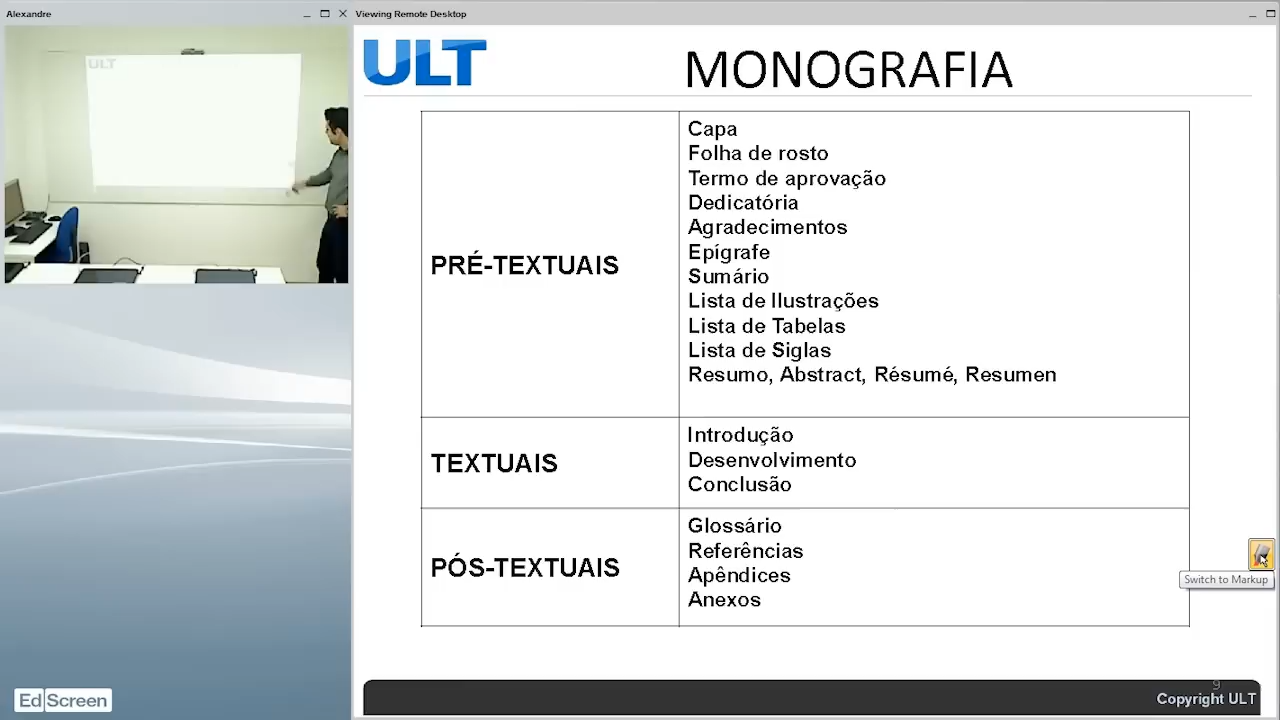 Alexandre
Viewing Remote Desktop
ULT
ULT
MONOGRAFIA
PRÉ-TEXTUAIS
Capa
Folha de rosto
Termo de aprovação
Dedicatória
Agradecimentos
Epígrafe
Sumário
Lista de Ilustrações
Lista de Tabelas
Lista de Siglas
Resumo, Abstract, Résumé, Resumen
TEXTUAIS
Introdução
Desenvolvimento
Conclusão
PÓS-TEXTUAIS
Glossário
Referências
Apêndices
Anexos
Switch to Markup
9
Copyright ULT
EdScreen